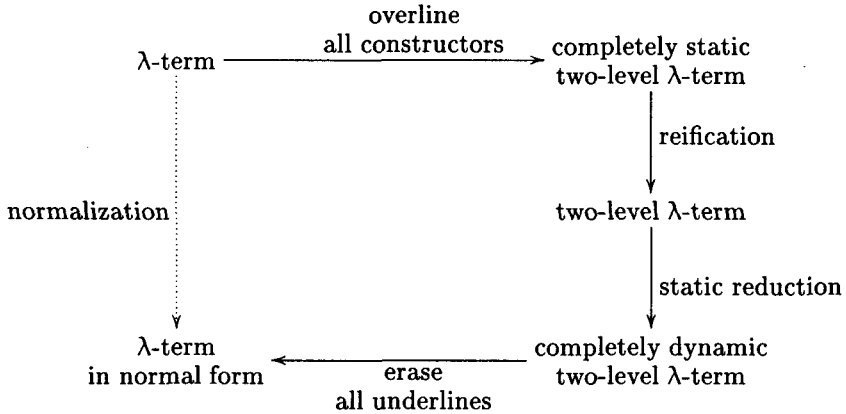 overline
all constructors
λ-term
completely static
two-level λ-term
reification
normalization
two-level λ-term
static reduction
λ-term
in normal form
erase
all underlines
completely dynamic
two-level λ-term